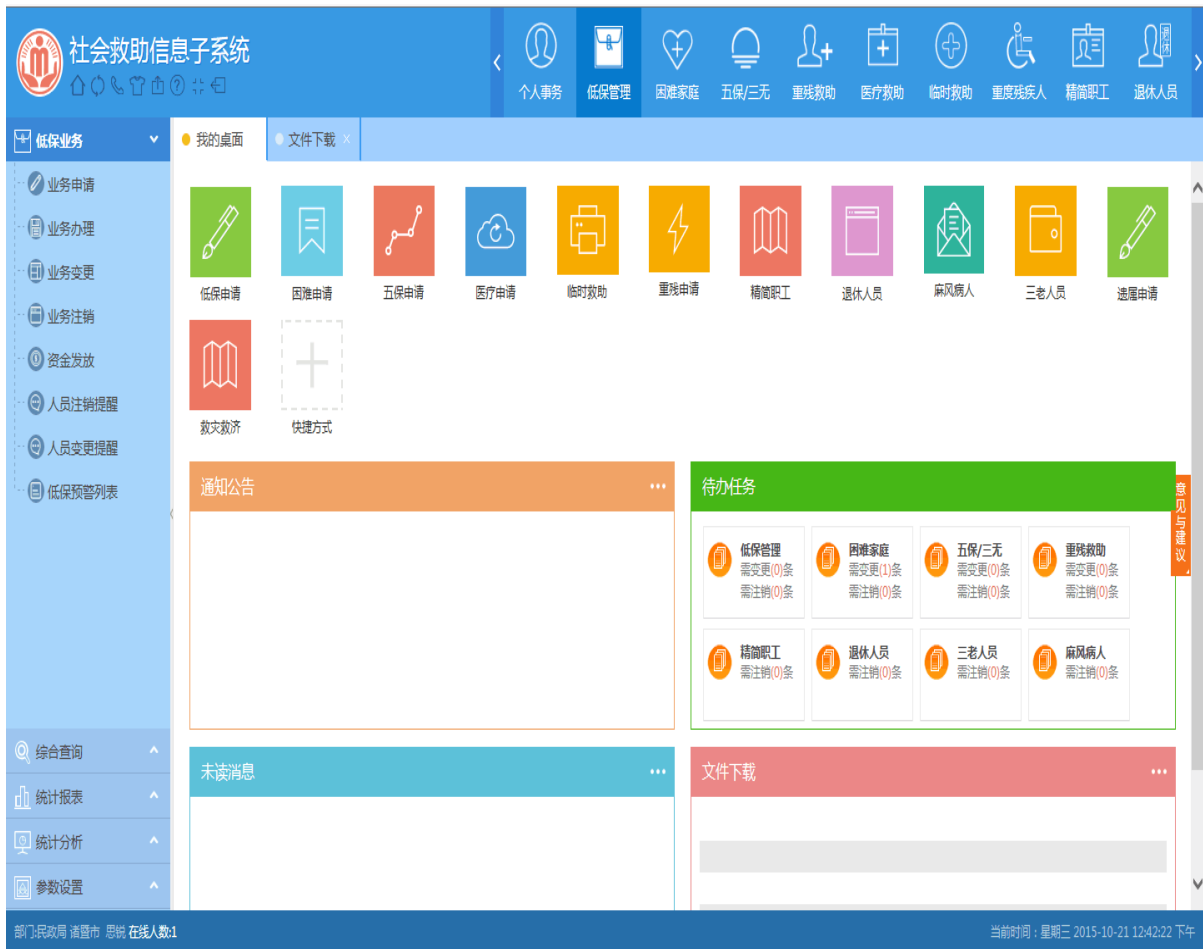 社会救助信息子系统
个人事务
低保管理
困难家庭
五保/三无
重残救助
医疗救助
临时救助
重度残疾人
精简职工
退休
退休人员
低保业务
我的桌面
文件下载
业务申请
业务办理
业务变更
业务注销
资金发放
人员注销提醒
人员变更提醒
低保预警列表
低保申请
困难申请
五保申请
医疗申请
临时救助
重残申请
精简职工
退休人员
麻风病人
三老人员
遗属申请
救灾救济
快捷方式
通知公告
待办任务
低保管理
需变更(0)条
需注销(0)条
困难家庭
需变更(1)条
需注销(0)条
五保/三无
需变更(0)条
需注销(0)条
重残救助
需变更(0)条
需注销(0)条
精简职工
需注销(0)条
退休人员
需注销(0)条
三老人员
需注销(0)条
麻风病人
需注销(0)条
意见与建议
综合查询
统计报表
统计分析
参数设置
未读消息
文件下载
部门:民政局 诸暨市 思锐 在线人数:1
当前时间：星期三 2015-10-21 12:42:22 下午